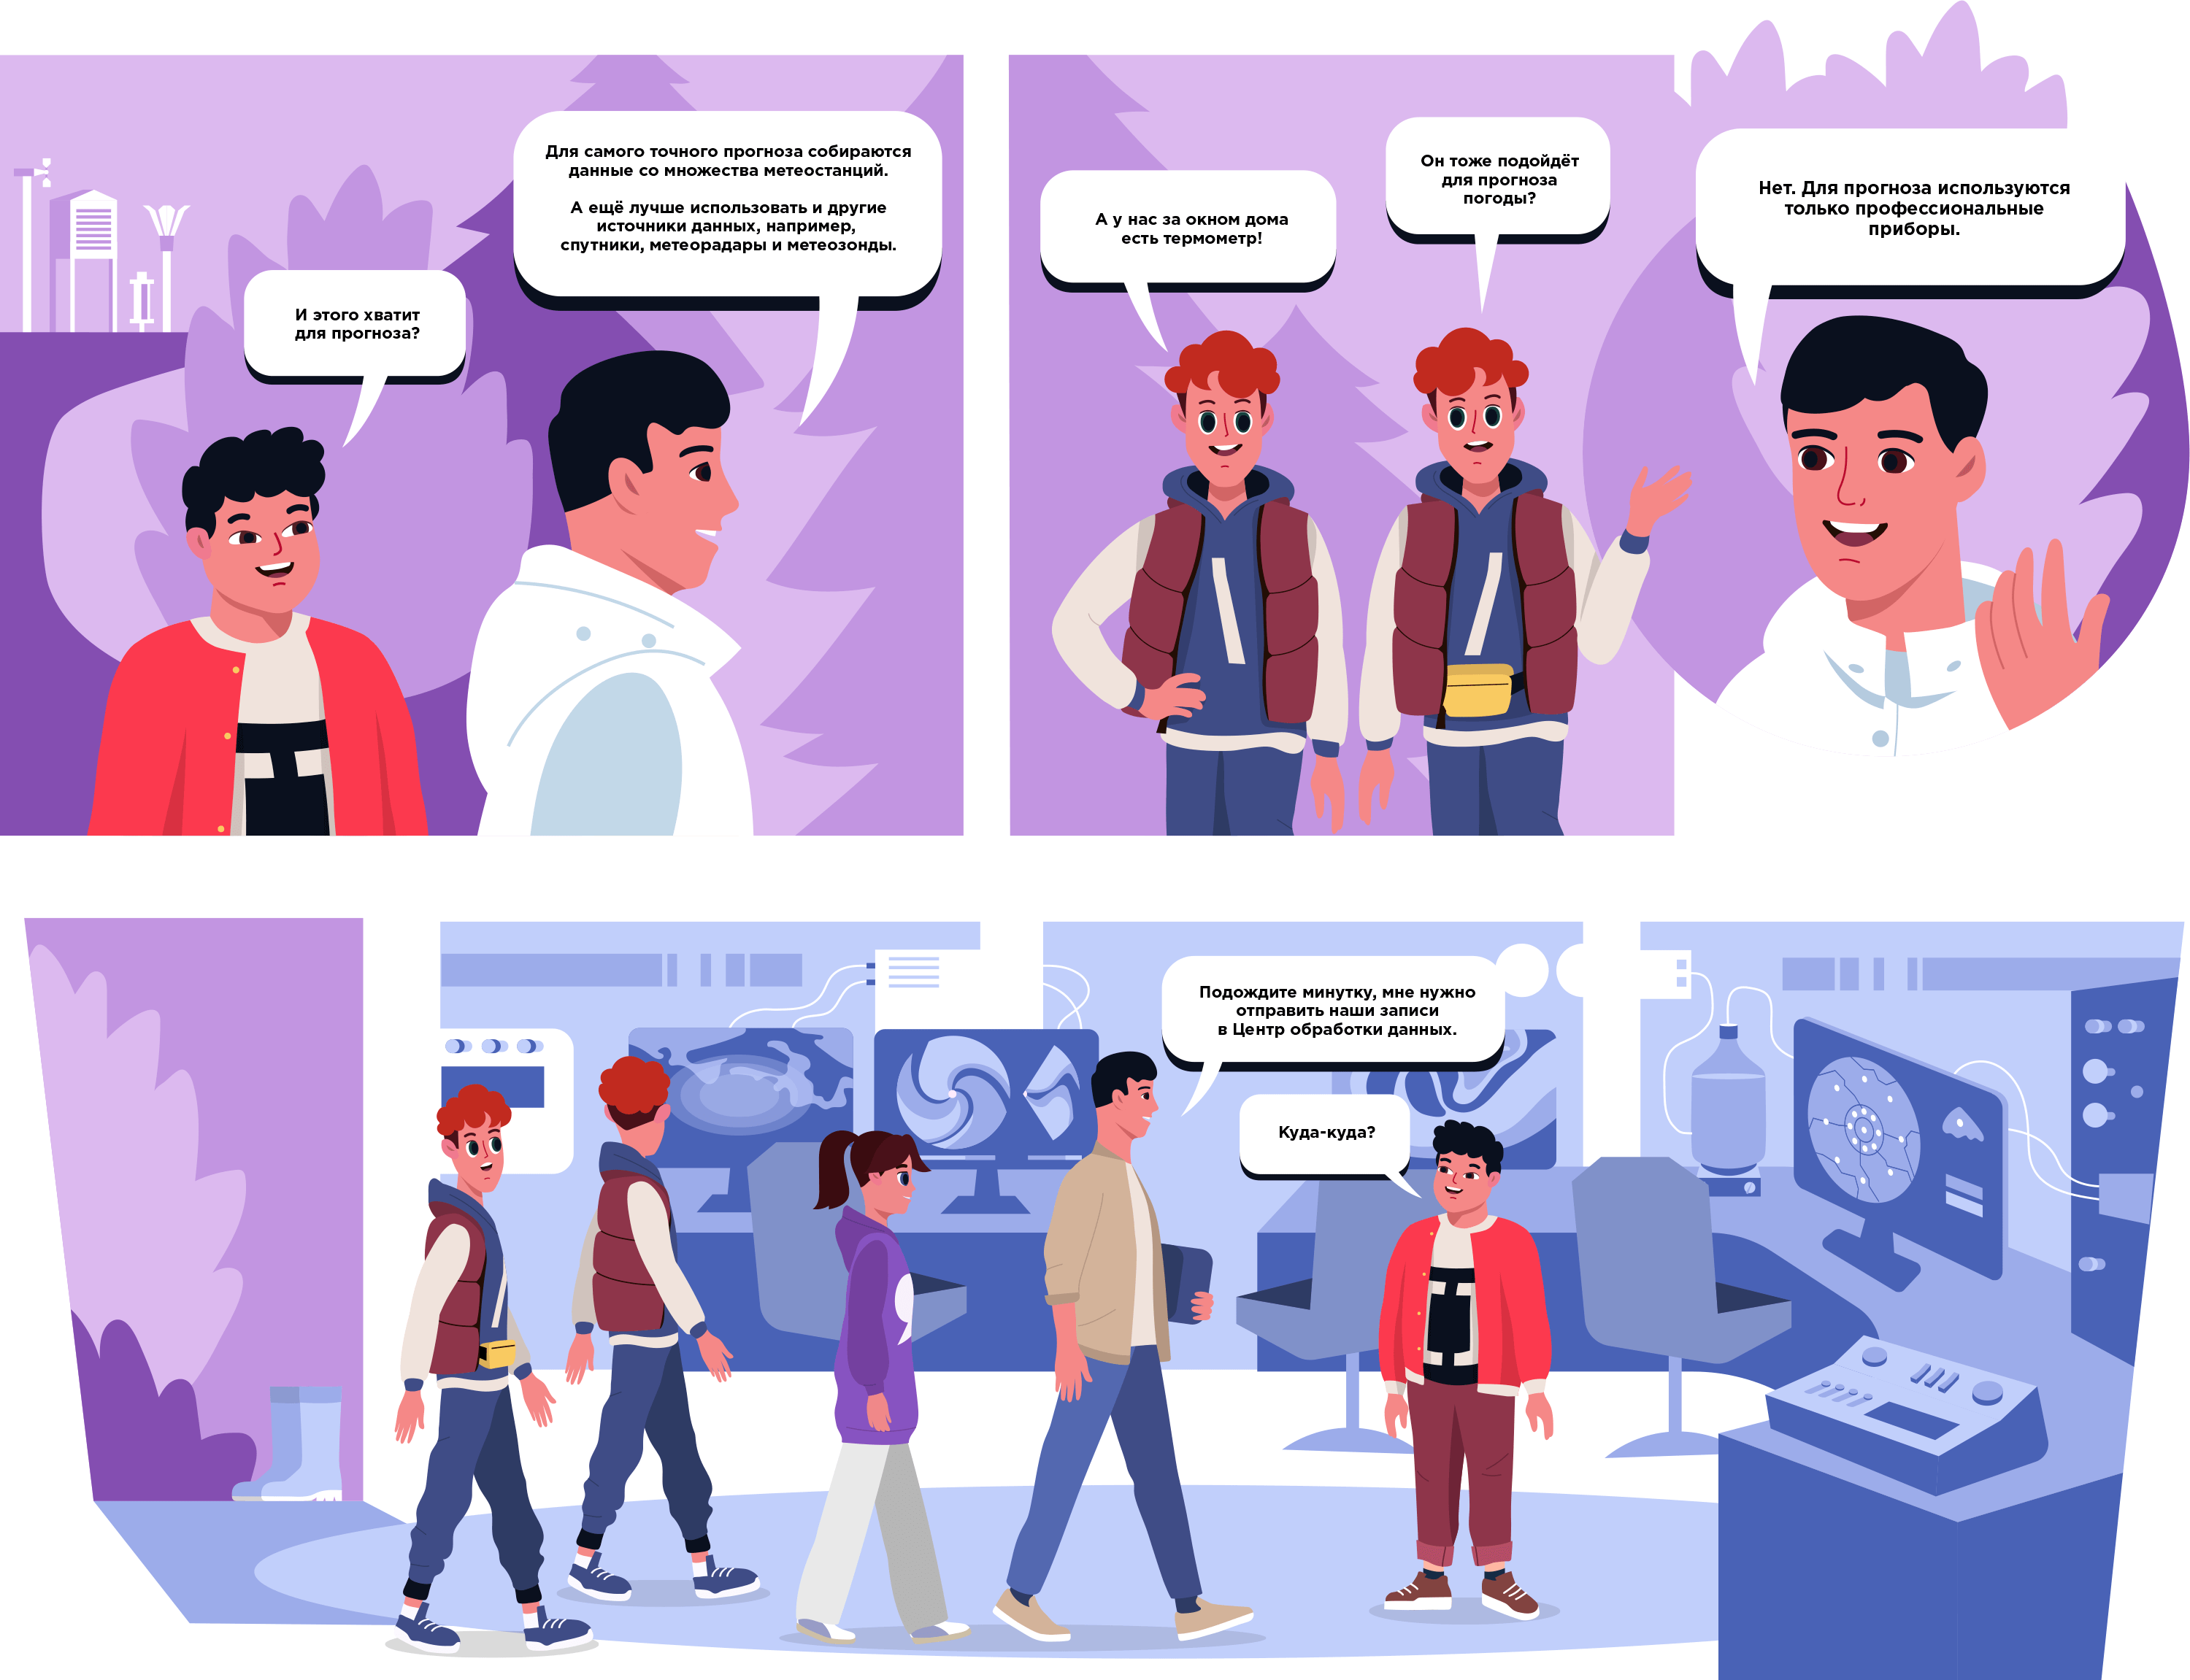 И этого хватит
для прогноза?
Для самого точного прогноза собираются
данные со множества метеостанций.
А ещё лучше использовать и другие
источники данных, например,
спутники, метеорадары и метеозонды.
А у нас за окном дома
есть термометр!
Он тоже подойдёт
для прогноза
погоды?
Нет. Для прогноза используются
только профессиональные
приборы.
Подождите минутку, мне нужно
отправить наши записи
в Центр обработки данных.
Куда-куда?